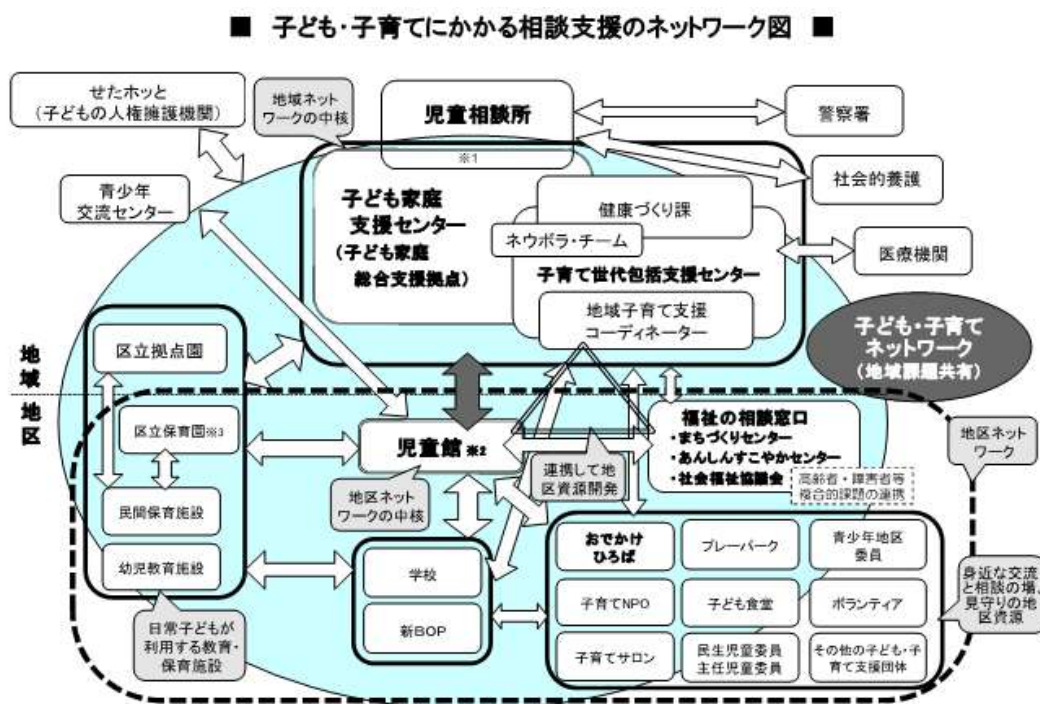 ■ 子ども・子育てにかかる相談支援のネットワーク図 ■
せたホッと
(子どもの人権擁護機関)
地域ネット
ワークの中核
児童相談所
※1
警察署
社会的養護
青少年
交流センター
子ども家庭
支援センター
(子ども家庭
総合支援拠点)
健康づくり課
ネウボラ・チーム
子育て世代包括支援センター
地域子育て支援
コーディネーター
医療機関
子ども・子育て
ネットワーク
(地域課題共有)
地域
地区
区立拠点園
区立保育園※3
民間保育施設
幼児教育施設
日常子どもが
利用する教育・
保育施設
児童館 ※2
地区ネット
ワークの中核
連携して地
区資源開発
福祉の相談窓口
・まちづくりセンター
・あんしんすこやかセンター
・社会福祉協議会
高齢者・障害者等
複合的課題の連携
地区ネット
ワーク
学校
新BOP
おでかけ
ひろば
プレーパーク
青少年地区
委員
子育てNPO
子ども食堂
ボランティア
子育てサロン
民生児童委員
主任児童委員
その他の子ども・子
育て支援団体
身近な交流
と相談の場、
見守りの地
区資源